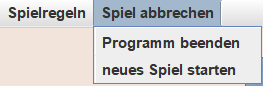 Spielregeln Spiel abbrechen
Programm beenden
neues Spiel starten